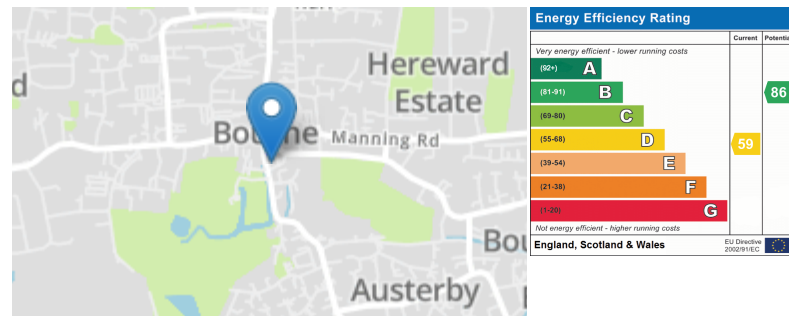 d
Hereward
Estate
Manning Rd
Austerby
Energy Efficiency Rating
Current
Very energy efficient - lower running costs
(92+) A
(81-91) B
86
(69-80) C
(55-68) D
59
(39-54) E
(21-38) F
(1-20) G
Not energy efficient - higher running costs
England, Scotland & Wales
EU Directive
2002/91/EC